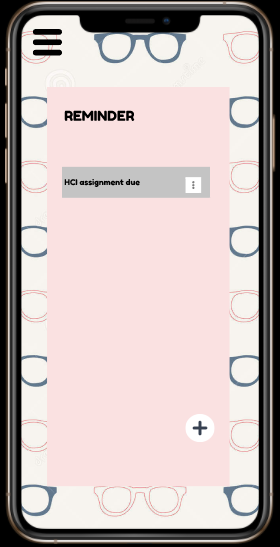 REMINDER
HCI assignment due